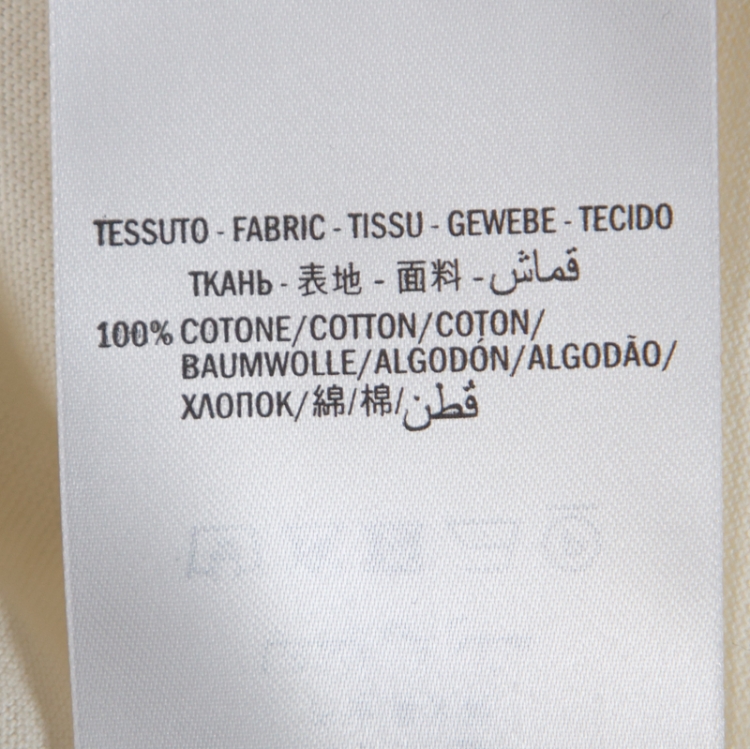 TESSUTO - FABRIC - TISSU - GEWEBE - TECIDO
ТКАНЬ - 表地 - 面料 - قماش
100% COTONE/COTTON/COTON/
BAUMWOLLE/ALGODÓN/ALGODÃO/
ХЛОПОК/綿/棉/قُطن